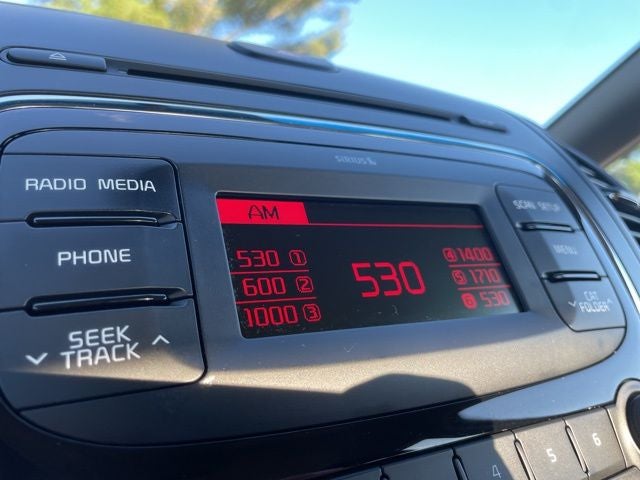 SIRIUS
RADIO MEDIA
PHONE
SEEK
TRACK
AM
530 1
600 2
1000 3
530
4 1400
5 1710
6 530
SCAN SETUP
MENU
CAT
FOLDER
4
5
6